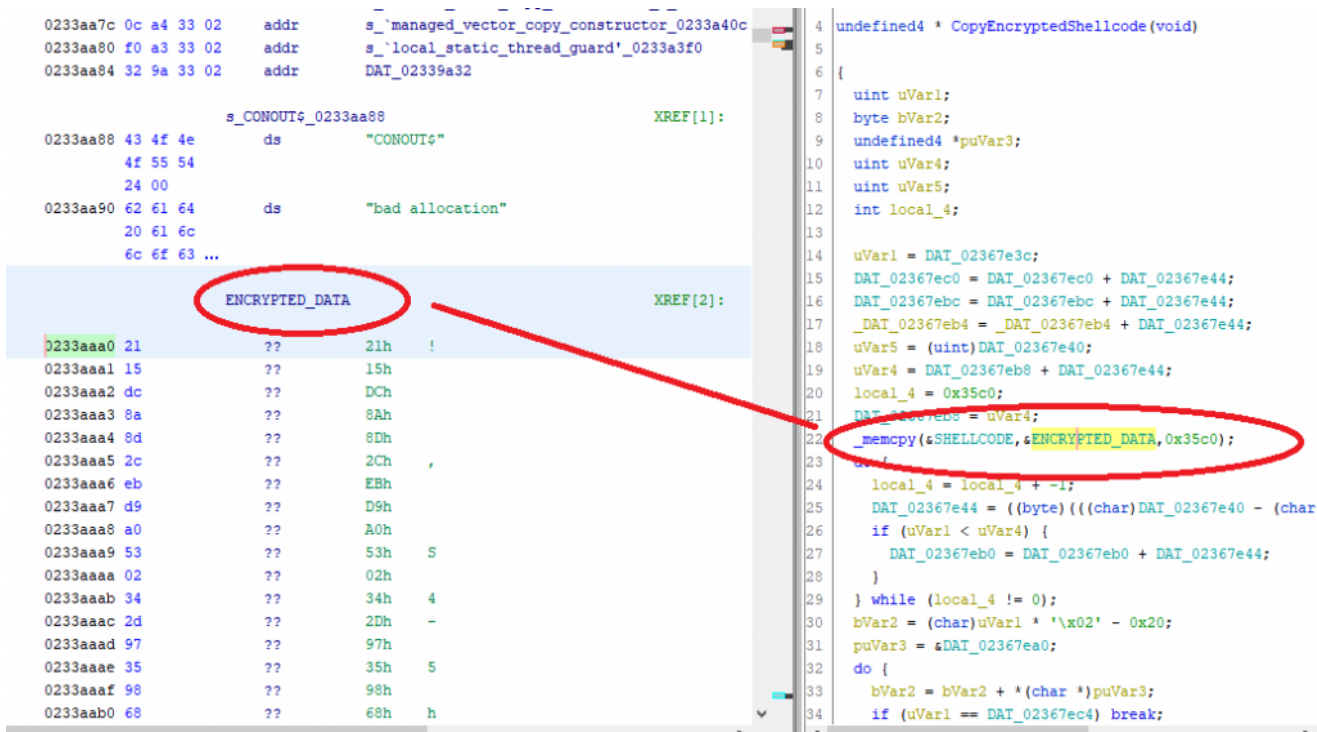 0233aa7c 0c a4 33 02 addr s_`managed_vector_copy_constructor_0233a40c
0233aa80 f0 a3 33 02 addr s_`local_static_thread_guard'_0233a3f0
0233aa84 32 9a 33 02 addr DAT_02339a32
s_CONOUT$_0233aa88 XREF[1]:
0233aa88 43 4f 4e ds "CONOUT$"
4f 55 54
24 00
0233aa90 62 61 64 ds "bad allocation"
20 61 6c
6c 6f 63 ...
ENCRYPTED_DATA XREF[2]:
0233aaa0 21 ?? 21h !
0233aaa1 15 ?? 15h
0233aaa2 dc ?? DCh
0233aaa3 8a ?? 8Ah
0233aaa4 8d ?? 8Dh
0233aaa5 2c ?? 2Ch ,
0233aaa6 eb ?? EBh
0233aaa7 d9 ?? D9h
0233aaa8 a0 ?? A0h
0233aaa9 53 ?? 53h S
0233aaaa 02 ?? 02h
0233aaab 34 ?? 34h 4
0233aaac 2d ?? 2Dh -
0233aaad 97 ?? 97h
0233aaae 35 ?? 35h 5
0233aaaf 98 ?? 98h
0233aab0 68 ?? 68h h
4 undefined4 * CopyEncryptedShellcode(void)
5
6 {
7 uint uVar1;
8 byte bVar2;
9 undefined4 *puVar3;
10 uint uVar4;
11 uint uVar5;
12 int local_4;
13
14 uVar1 = DAT_02367e3c;
15 DAT_02367ec0 = DAT_02367ec0 + DAT_02367e44;
16 DAT_02367ebc = DAT_02367ebc + DAT_02367e44;
17 _DAT_02367eb4 = _DAT_02367eb4 + DAT_02367e44;
18 uVar5 = (uint)DAT_02367e40;
19 uVar4 = DAT_02367eb8 + DAT_02367e44;
20 local_4 = 0x35c0;
21 DAT_02367eb8 = uVar4;
22 _memcpy(&SHELLCODE,&ENCRYPTED_DATA,0x35c0);
23 do {
24 local_4 = local_4 + -1;
25 DAT_02367e44 = ((byte)(((char)DAT_02367e40 - (char
26 if (uVar1 < uVar4) {
27 DAT_02367eb0 = DAT_02367eb0 + DAT_02367e44;
28 }
29 } while (local_4 != 0);
30 bVar2 = (char)uVar1 * '\x02' - 0x20;
31 puVar3 = &DAT_02367ea0;
32 do {
33 bVar2 = bVar2 + *(char *)puVar3;
34 if (uVar1 == DAT_02367ec4) break;